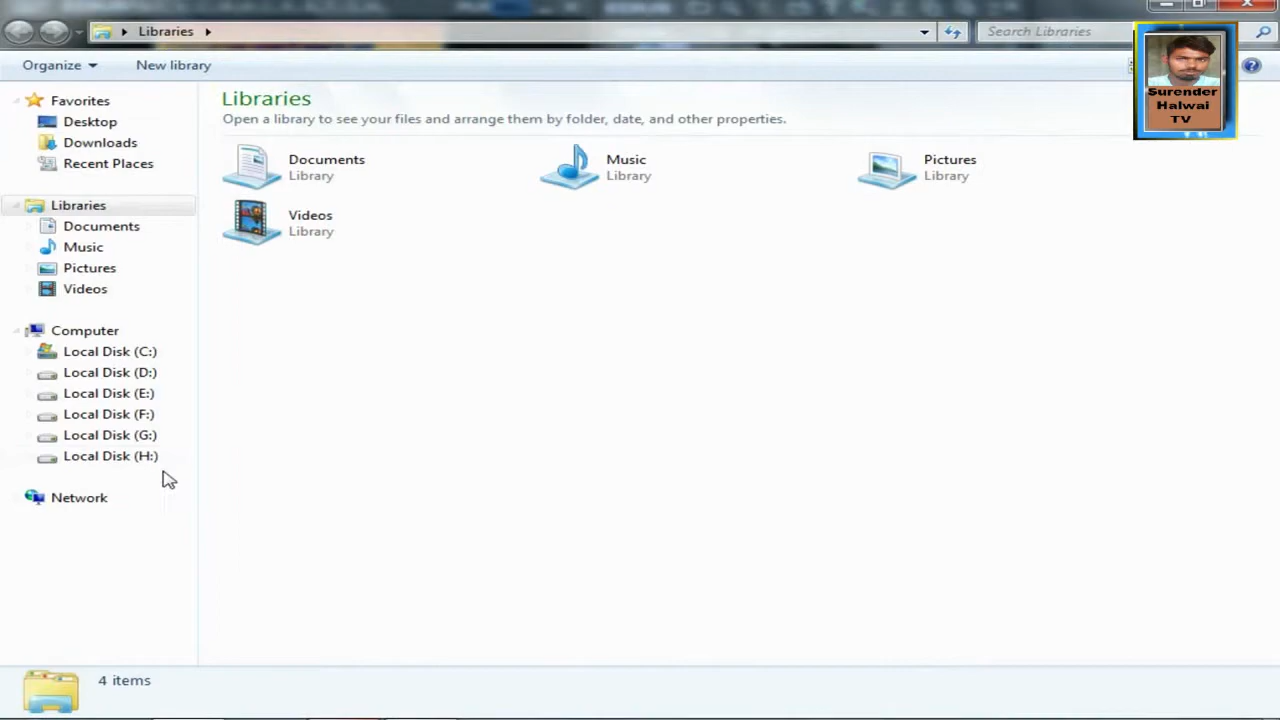 Libraries
Search Libraries
Organize
New library
Surender
Halwai
TV
Favorites
Desktop
Downloads
Recent Places
Libraries
Documents
Music
Pictures
Videos
Computer
Local Disk (C:)
Local Disk (D:)
Local Disk (E:)
Local Disk (F:)
Local Disk (G:)
Local Disk (H:)
Network
Libraries
Open a library to see your files and arrange them by folder, date, and other properties.
Documents
Library
Music
Library
Pictures
Library
Videos
Library
4 items